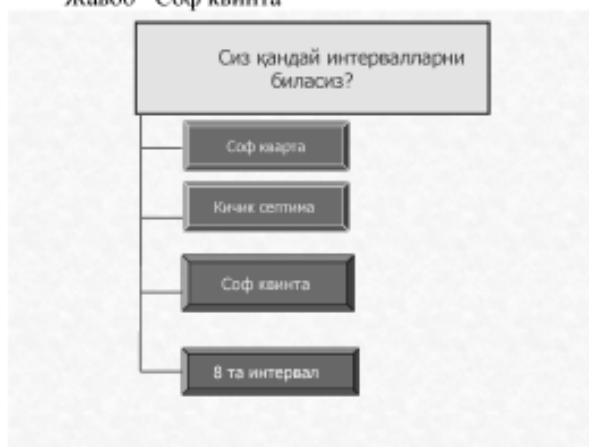 Жавоб Соф квинта
Сиз қандай интервалларни
биласиз?
Соф кварта
Кичик септима
Соф квинта
8 та интервал